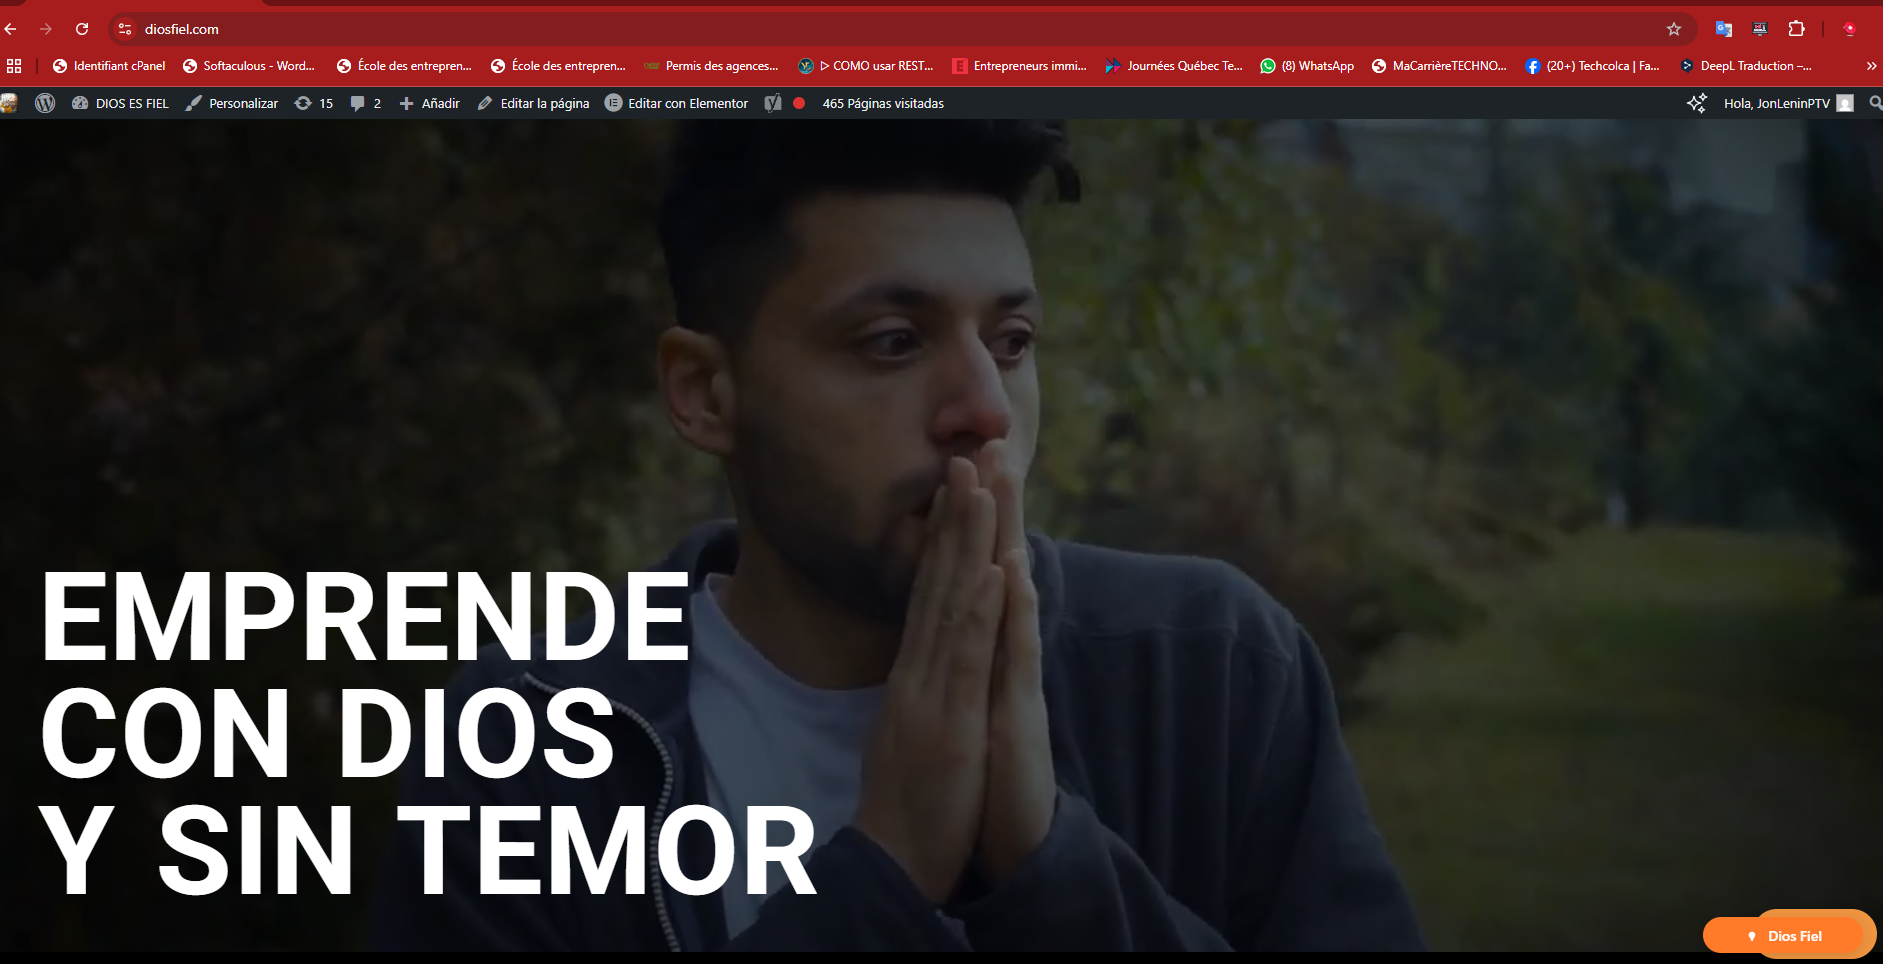 diosfiel.com
Identifiant cPanel
Softaculous - Word...
École des entrepren...
École des entrepren...
Permis des agences...
ᐅ COMO usar REST...
Entrepreneurs immi...
Journées Québec Te...
(8) WhatsApp
MaCarrièreTECHNO...
(20+) Techcolca | Fa...
DeepL Traduction –...
DIOS ES FIEL
Personalizar
15
2
Añadir
Editar la página
Editar con Elementor
465 Páginas visitadas
Hola, JonLeninPTV
EMPRENDE
CON DIOS
Y SIN TEMOR
Dios Fiel